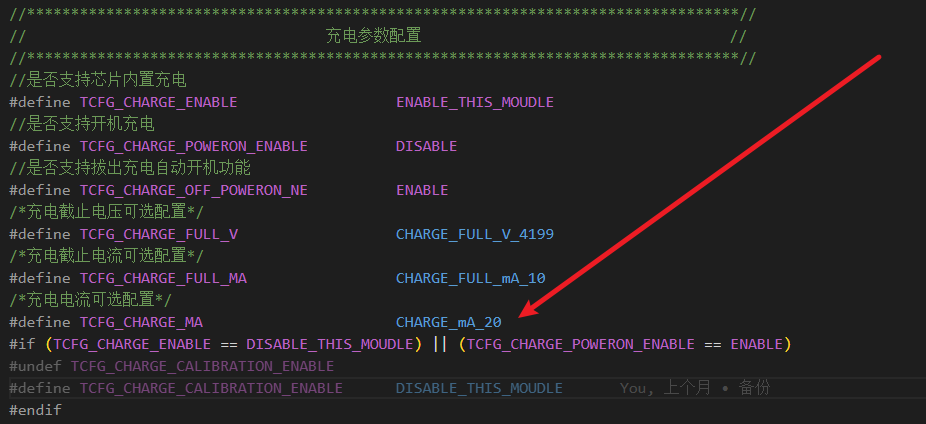 //*******************************************************************************//
// 充电参数配置 //
//*******************************************************************************//
//是否支持芯片内置充电
#define TCFG_CHARGE_ENABLE ENABLE_THIS_MOUDLE
//是否支持开机充电
#define TCFG_CHARGE_POWERON_ENABLE DISABLE
//是否支持拔出充电自动开机功能
#define TCFG_CHARGE_OFF_POWERON_NE ENABLE
/*充电截止电压可选配置*/
#define TCFG_CHARGE_FULL_V CHARGE_FULL_V_4199
/*充电截止电流可选配置*/
#define TCFG_CHARGE_FULL_MA CHARGE_FULL_mA_10
/*充电电流可选配置*/
#define TCFG_CHARGE_MA CHARGE_mA_20
#if (TCFG_CHARGE_ENABLE == DISABLE_THIS_MOUDLE) || (TCFG_CHARGE_POWERON_ENABLE == ENABLE)
#undef TCFG_CHARGE_CALIBRATION_ENABLE
#define TCFG_CHARGE_CALIBRATION_ENABLE DISABLE_THIS_MOUDLE You, 上个月 • 备份
#endif